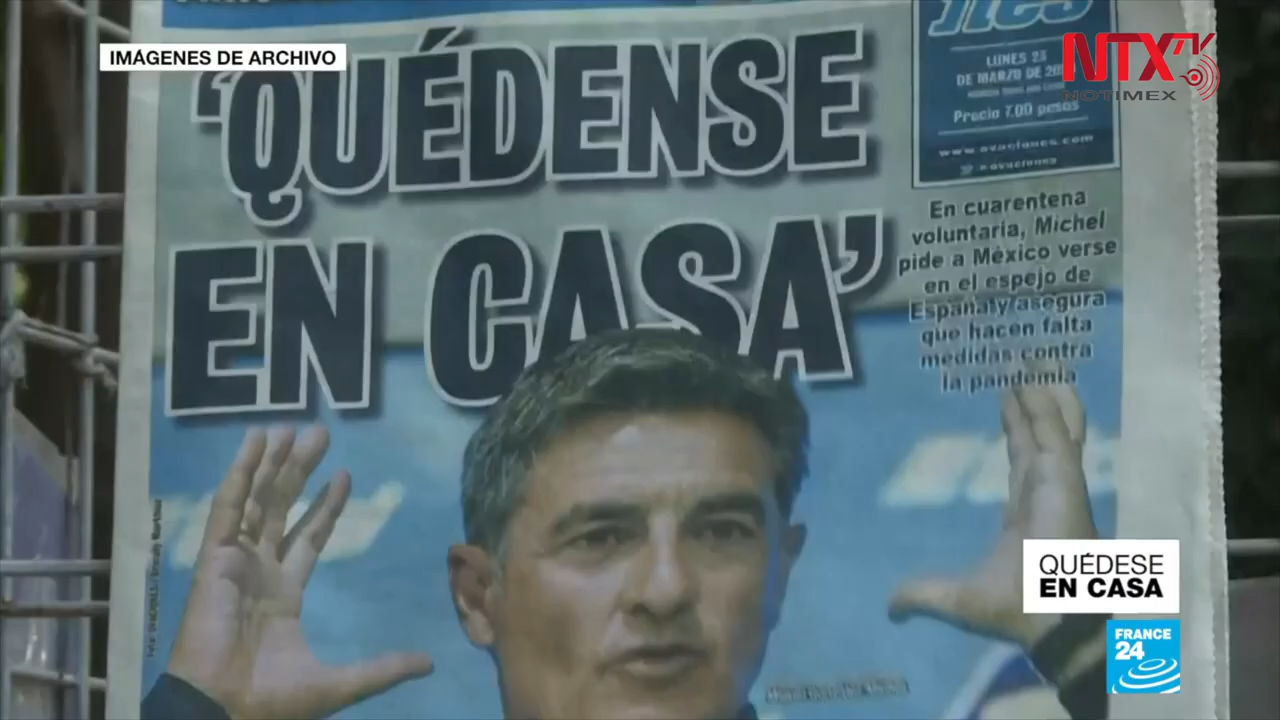 IMÁGENES DE ARCHIVO
NTX TV
NOTIMEX
'QUÉDENSE
EN CASA'
LUNES 23
DE MARZO DE
Precio 7.00 pesos
www.ovaciones.com
En cuarentena
voluntaria, Michel
pide a México verse
en el espejo de
España y asegura
que hacen falta
medidas contra
la pandemia
QUÉDESE
EN CASA
FRANCE
24